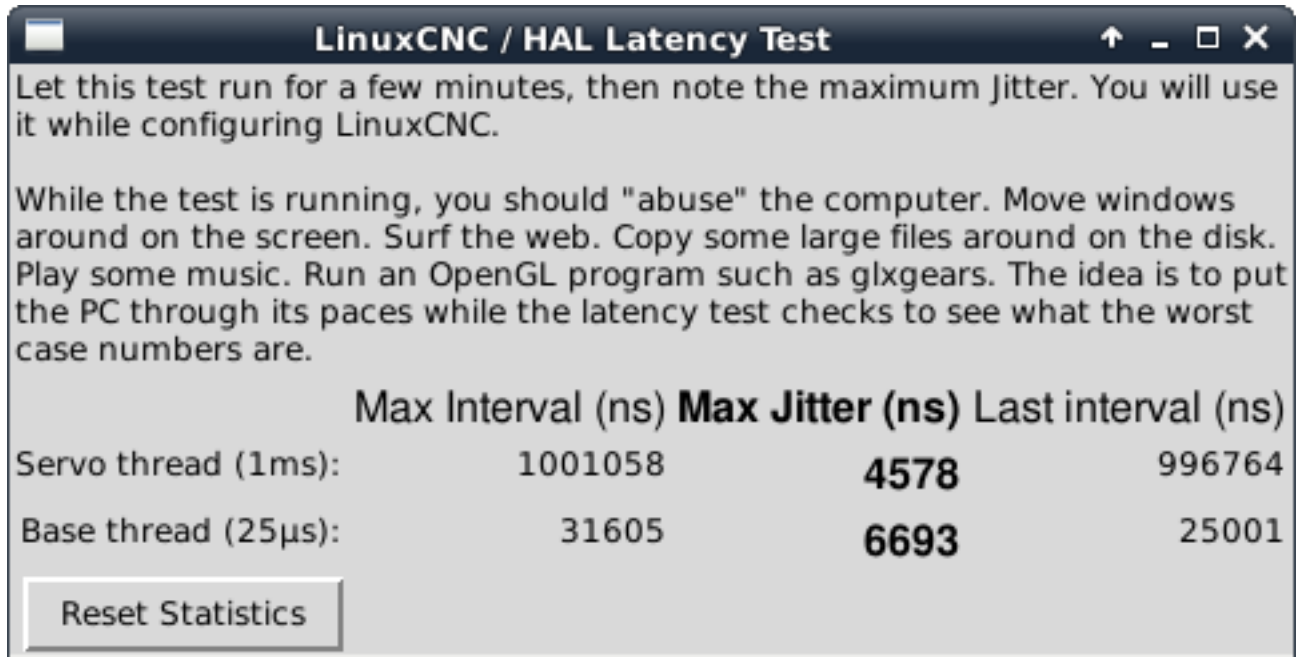 LinuxCNC / HAL Latency Test
Let this test run for a few minutes, then note the maximum Jitter. You will use
it while configuring LinuxCNC.
While the test is running, you should "abuse" the computer. Move windows
around on the screen. Surf the web. Copy some large files around on the disk.
Play some music. Run an OpenGL program such as glxgears. The idea is to put
the PC through its paces while the latency test checks to see what the worst
case numbers are.
Max Interval (ns) Max Jitter (ns) Last interval (ns)
Servo thread (1ms): 1001058 4578 996764
Base thread (25µs): 31605 6693 25001
Reset Statistics